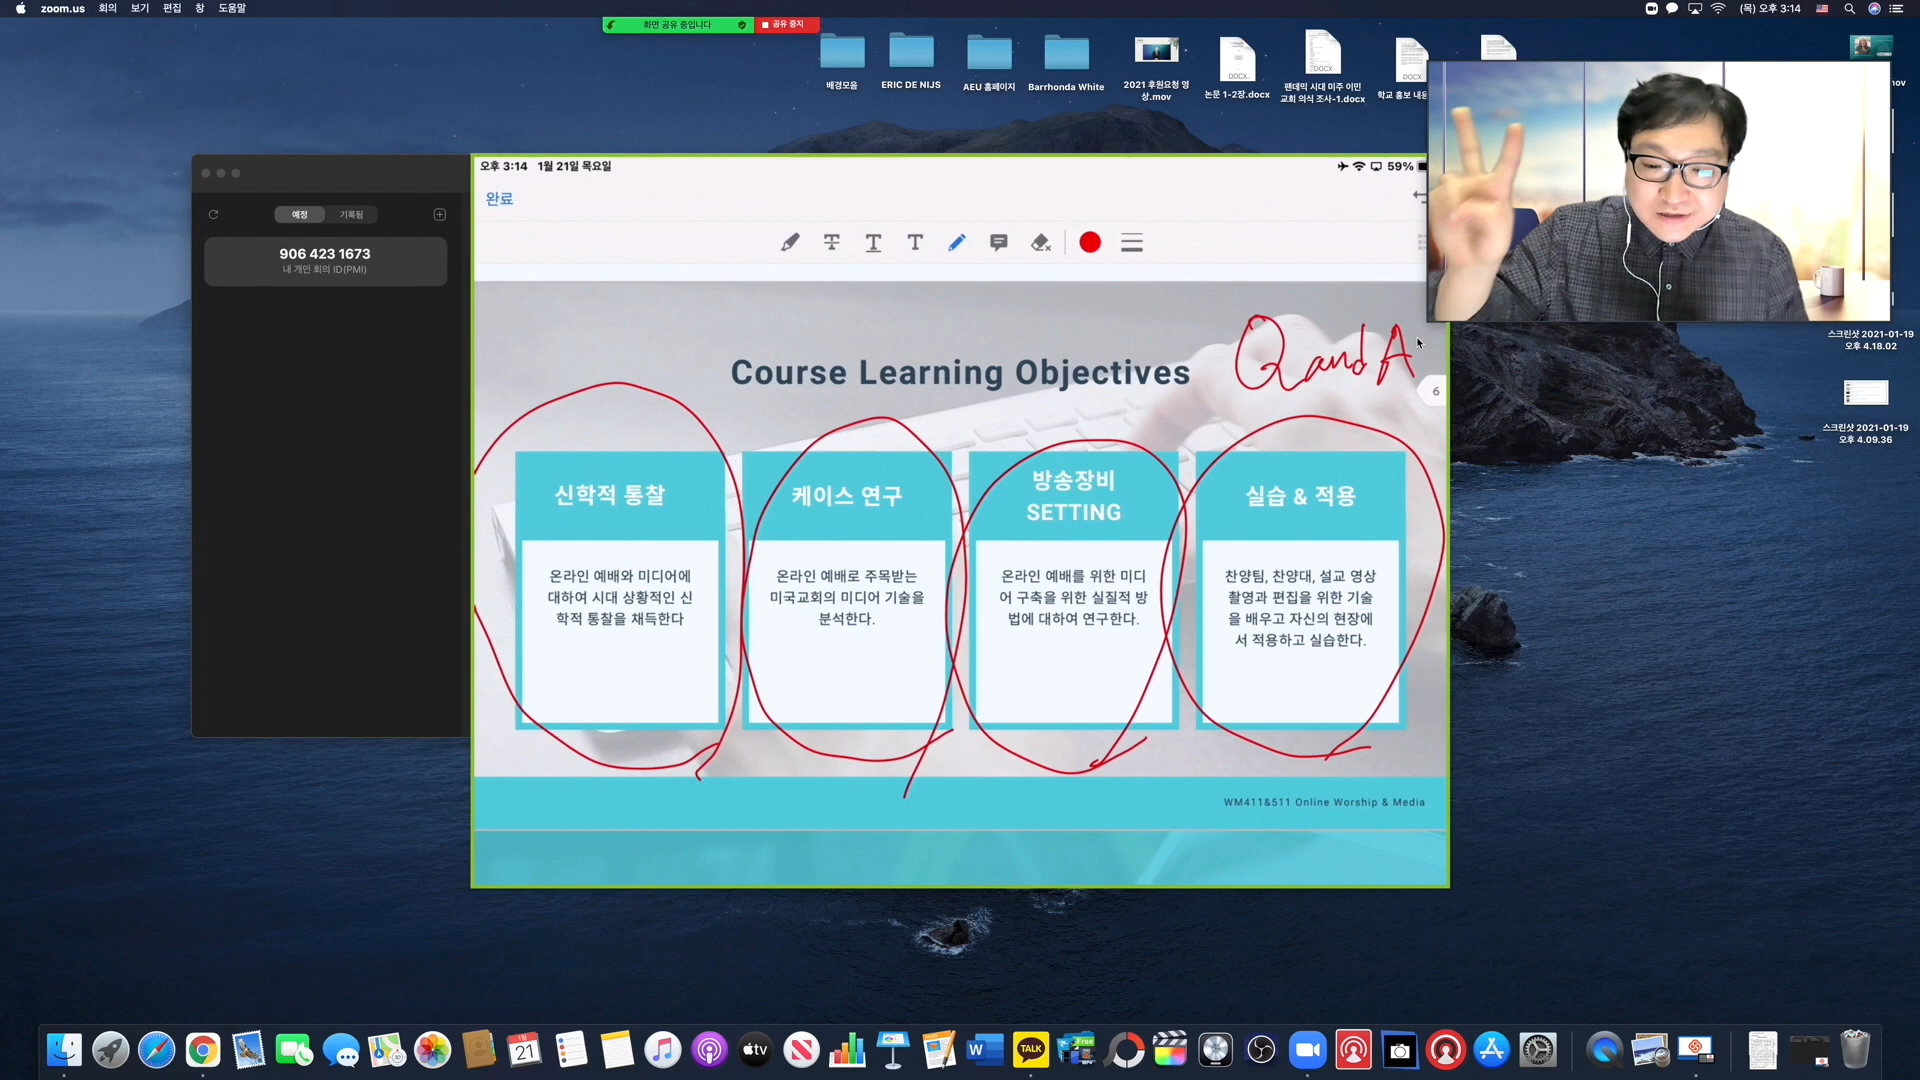 zoom.us 회의 보기 편집 창 도움말
(목) 오후 3:14
화면 공유 중입니다 공유 중지
배경모음
ERIC DE NIJS
AEU 홈페이지
Barrhonda White
2021 후원요청 영
상.mov
DOCX
논문 1-2장.docx
DOCX
팬데믹 시대 미주 이민
교회 의식 조사-1.docx
DOCX
학교 홍보 내용
예정 기록됨
906 423 1673
내 개인 회의 ID(PMI)
오후 3:14 1월 21일 목요일
59%
완료
Course Learning Objectives
Q and A
6
신학적 통찰
온라인 예배와 미디어에
대하여 시대 상황적인 신
학적 통찰을 채득한다
케이스 연구
온라인 예배로 주목받는
미국교회의 미디어 기술을
분석한다.
방송장비
SETTING
온라인 예배를 위한 미디
어 구축을 위한 실질적 방
법에 대하여 연구한다.
실습 & 적용
찬양팀, 찬양대, 설교 영상
촬영과 편집을 위한 기술
을 배우고 자신의 현장에
서 적용하고 실습한다.
WM411&511 Online Worship & Media
스크린샷 2021-01-19
오후 4.18.02
스크린샷 2021-01-19
오후 4.09.36
1월
21
tv
W
TALK
Free
MP4